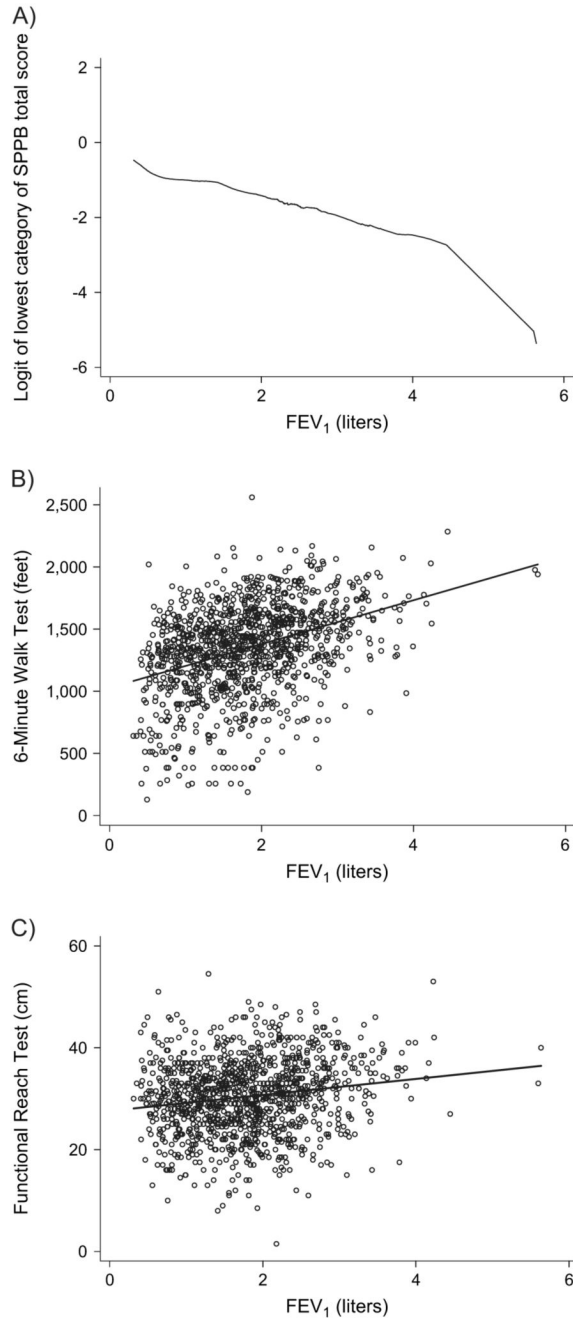 A)
Logit of lowest category of SPPB total score
2
0
-2
-4
-6
0 2 4 6
FEV₁ (liters)
B)
6-Minute Walk Test (feet)
2,500
2,000
1,500
1,000
500
0
0 2 4 6
FEV₁ (liters)
C)
Functional Reach Test (cm)
60
40
20
0
0 2 4 6
FEV₁ (liters)